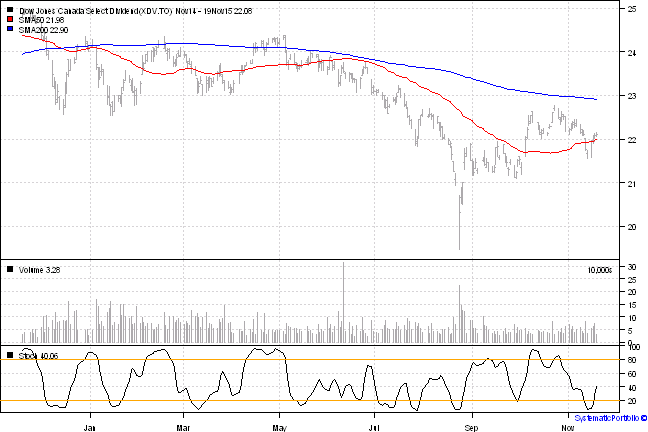 Dow Jones Canada Select Dividend(XDV.TO) Nov14 - 19Nov15 22.08
SMA50 21.98
SMA200 22.90
25
24
23
22
21
20
Volume 3.28
10,000s
30
25
20
15
10
5
0
Stoch 40.06
100
80
60
40
20
Jan
Mar
May
Jul
Sep
Nov
SystematicPortfolio ©